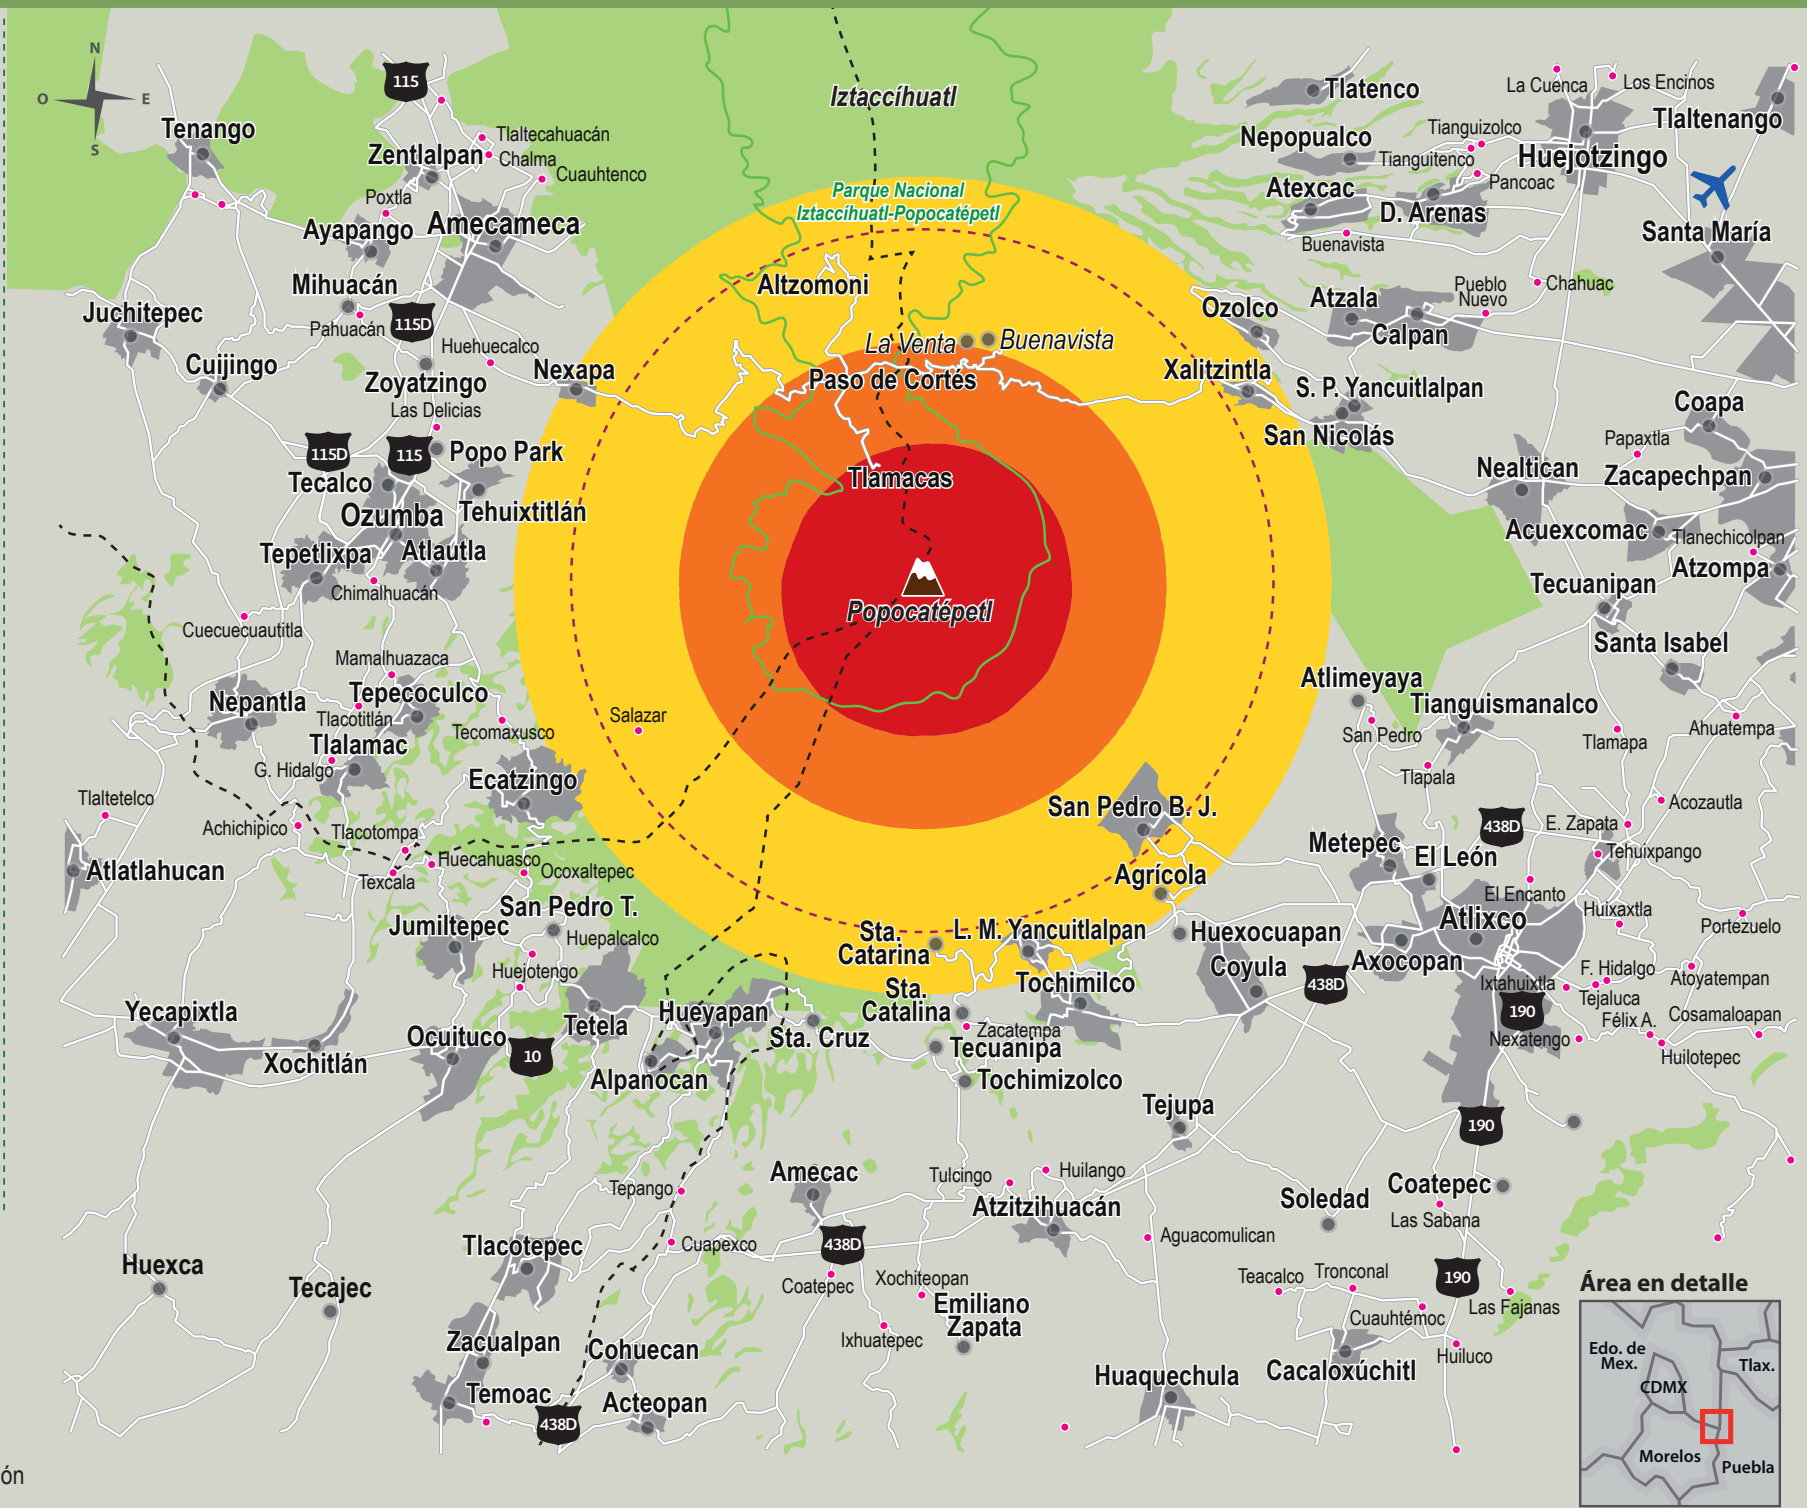 N
O
E
S
115
Iztaccíhuatl
Tlatenco
La Cuenca
Los Encinos
Tenango
Tlaltecahuacán
Zentlalpan
Chalma
Cuauhtenco
Nepopualco
Tianguizolco
Tianguitenco
Huejotzingo
Tlaltenango
Poxtla
Parque Nacional
Iztaccíhuatl-Popocatépetl
Atexcac
Pancoac
D. Arenas
Ayapango
Amecameca
Buenavista
Santa María
Mihuacán
Altzomoni
Ozolco
Atzala
Pueblo
Nuevo
Chahuac
Juchitepec
Pahuacán
115D
Calpan
Huehuecalco
La Venta
Buenavista
Cuijingo
Zoyatzingo
Nexapa
Paso de Cortés
Xalitzintla
S. P. Yancuitlalpan
Las Delicias
San Nicolás
Coapa
115D
115
Popo Park
Papaxtla
Tecalco
Tlamacas
Nealtican
Zacapechpan
Ozumba
Tehuixtitlán
Acuexcomac
Tlanechicolpan
Tepetlixpa
Atlautla
Atzompa
Chimalhuacán
Popocatépetl
Tecuanipan
Cuecuecuautitla
Santa Isabel
Mamalhuazaca
Nepantla
Tepecoculco
Tlacotitlán
Salazar
Atlimeyaya
Tianguismanalco
Tecomaxusco
San Pedro
Tlamapa
Ahuatempa
Tlalamac
G. Hidalgo
Ecatzingo
Tlapala
Tlaltetelco
San Pedro B. J.
Acozautla
Achichipico
Tlacotompa
Metepec
438D
E. Zapata
Huecahuasco
El León
Tehuixpango
Atlatlahucan
Texcala
Ocoxaltepec
Agrícola
El Encanto
San Pedro T.
Huixaxtla
Jumiltepec
Huepalcalco
Sta.
Catarina
L. M. Yancuitlalpan
Huexocuapan
Atlixco
Portezuelo
Huejotengo
Coyula
Axocopan
F. Hidalgo
Atoyatempan
Sta.
Catalina
Tochimilco
438D
Ixtahuixtla
Tejaluca
Yecapixtla
Tetela
Hueyapan
190
Félix A.
Cosamaloapan
Ocuituco
Sta. Cruz
Zacatempa
Nexatengo
Xochitlán
10
Tecuanipa
Huilotepec
Alpanocan
Tochimizolco
Tejupa
190
Amecac
Tulcingo
Huilango
Tepango
Atzitzihuacán
Soledad
Coatepec
Las Sabana
Tlacotepec
Cuapexco
438D
Aguacomulican
Huexca
Coatepec
Xochiteopan
Teacalco
Tronconal
190
Tecajec
Emiliano
Zapata
Cuauhtémoc
Las Fajanas
Zacualpan
Cohuecan
Ixhuatepec
Huiluco
Temoac
Acteopan
Huaquechula
Cacaloxúchitl
438D
Área en detalle
Edo. de
Mex.
Tlax.
CDMX
Morelos
Puebla
ón